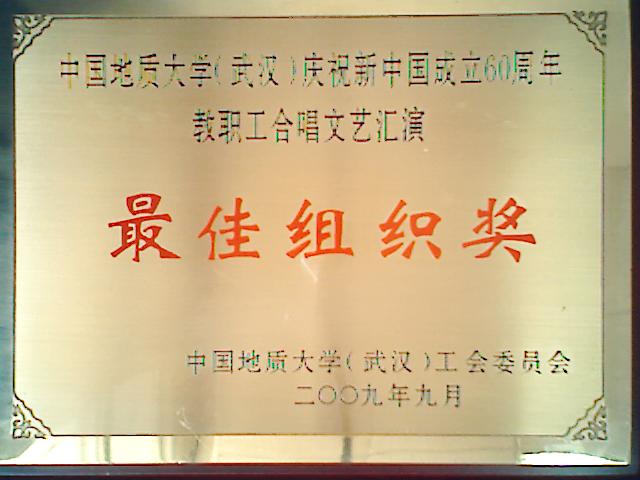 中国地质大学(武汉)庆祝新中国成立60周年
教职工合唱文艺汇演
最佳组织奖
中国地质大学(武汉)工会委员会
二〇〇九年九月